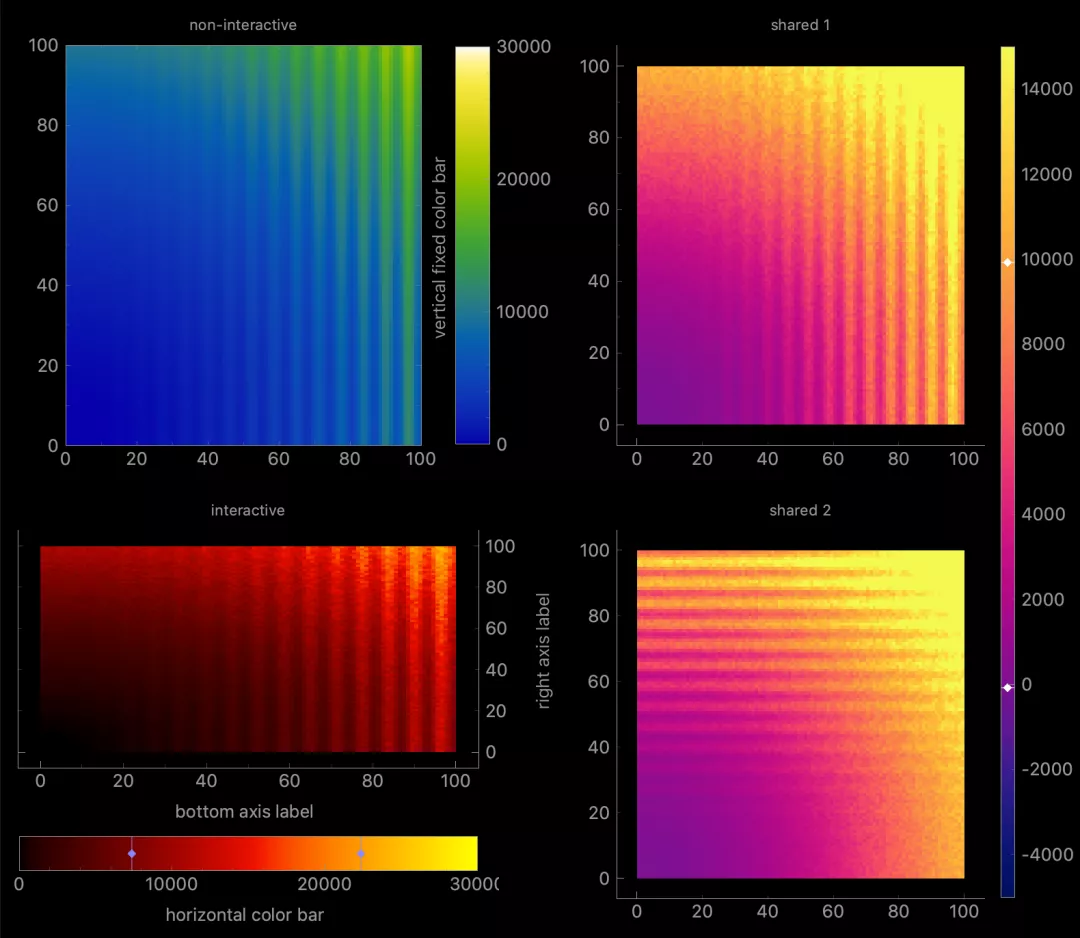 non-interactive
100
80
60
40
20
0
0 20 40 60 80 100
vertical fixed color bar
30000
20000
10000
0
shared 1
100
80
60
40
20
0
0 20 40 60 80 100
14000
12000
10000
8000
6000
4000
2000
0
-2000
-4000
interactive
100
80
60
40
20
0
right axis label
0 20 40 60 80 100
bottom axis label
0 10000 20000 30000
horizontal color bar
shared 2
100
80
60
40
20
0
0 20 40 60 80 100